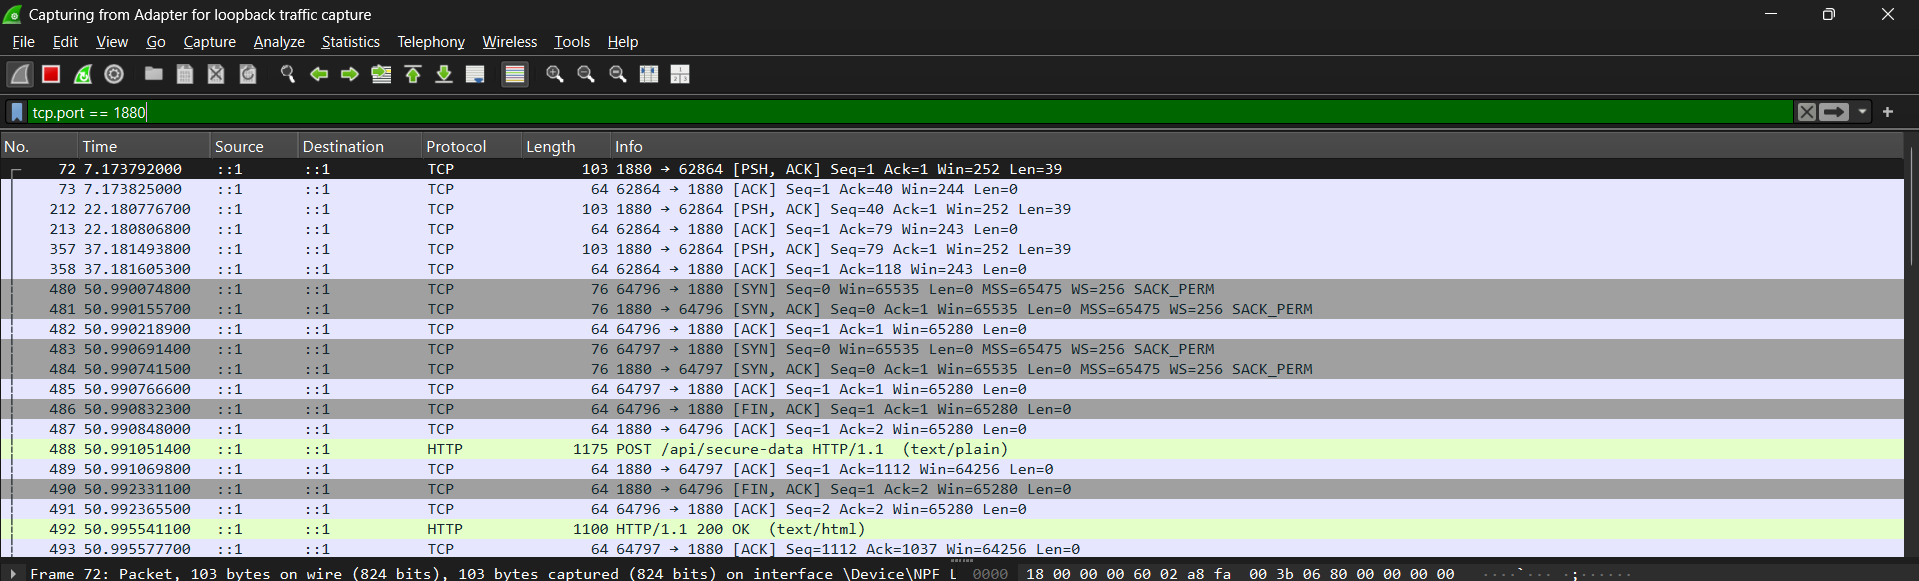 Capturing from Adapter for loopback traffic capture
File Edit View Go Capture Analyze Statistics Telephony Wireless Tools Help
tcp.port == 1880
No. Time Source Destination Protocol Length Info
72 7.173792000 ::1 ::1 TCP 103 1880 → 62864 [PSH, ACK] Seq=1 Ack=1 Win=252 Len=39
73 7.173825000 ::1 ::1 TCP 64 62864 → 1880 [ACK] Seq=1 Ack=40 Win=244 Len=0
212 22.180776700 ::1 ::1 TCP 103 1880 → 62864 [PSH, ACK] Seq=40 Ack=1 Win=252 Len=39
213 22.180806800 ::1 ::1 TCP 64 62864 → 1880 [ACK] Seq=1 Ack=79 Win=243 Len=0
357 37.181493800 ::1 ::1 TCP 103 1880 → 62864 [PSH, ACK] Seq=79 Ack=1 Win=252 Len=39
358 37.181605300 ::1 ::1 TCP 64 62864 → 1880 [ACK] Seq=1 Ack=118 Win=243 Len=0
480 50.990074800 ::1 ::1 TCP 76 64796 → 1880 [SYN] Seq=0 Win=65535 Len=0 MSS=65475 WS=256 SACK_PERM
481 50.990155700 ::1 ::1 TCP 76 1880 → 64796 [SYN, ACK] Seq=0 Ack=1 Win=65535 Len=0 MSS=65475 WS=256 SACK_PERM
482 50.990218900 ::1 ::1 TCP 64 64796 → 1880 [ACK] Seq=1 Ack=1 Win=65280 Len=0
483 50.990691400 ::1 ::1 TCP 76 64797 → 1880 [SYN] Seq=0 Win=65535 Len=0 MSS=65475 WS=256 SACK_PERM
484 50.990741500 ::1 ::1 TCP 76 1880 → 64797 [SYN, ACK] Seq=0 Ack=1 Win=65535 Len=0 MSS=65475 WS=256 SACK_PERM
485 50.990766600 ::1 ::1 TCP 64 64797 → 1880 [ACK] Seq=1 Ack=1 Win=65280 Len=0
486 50.990832300 ::1 ::1 TCP 64 64796 → 1880 [FIN, ACK] Seq=1 Ack=1 Win=65280 Len=0
487 50.990848000 ::1 ::1 TCP 64 1880 → 64796 [ACK] Seq=1 Ack=2 Win=65280 Len=0
488 50.991051400 ::1 ::1 HTTP 1175 POST /api/secure-data HTTP/1.1 (text/plain)
489 50.991069800 ::1 ::1 TCP 64 1880 → 64797 [ACK] Seq=1 Ack=1112 Win=64256 Len=0
490 50.992331100 ::1 ::1 TCP 64 1880 → 64796 [FIN, ACK] Seq=1 Ack=2 Win=65280 Len=0
491 50.992365500 ::1 ::1 TCP 64 64796 → 1880 [ACK] Seq=2 Ack=2 Win=65280 Len=0
492 50.995541100 ::1 ::1 HTTP 1100 HTTP/1.1 200 OK (text/html)
493 50.995577700 ::1 ::1 TCP 64 64797 → 1880 [ACK] Seq=1112 Ack=1037 Win=64256 Len=0
Frame 72: Packet, 103 bytes on wire (824 bits), 103 bytes captured (824 bits) on interface \Device\NPF_L 0000 18 00 00 00 60 02 a8 fa 00 3b 06 80 00 00 00 00 ····`··· ·;······